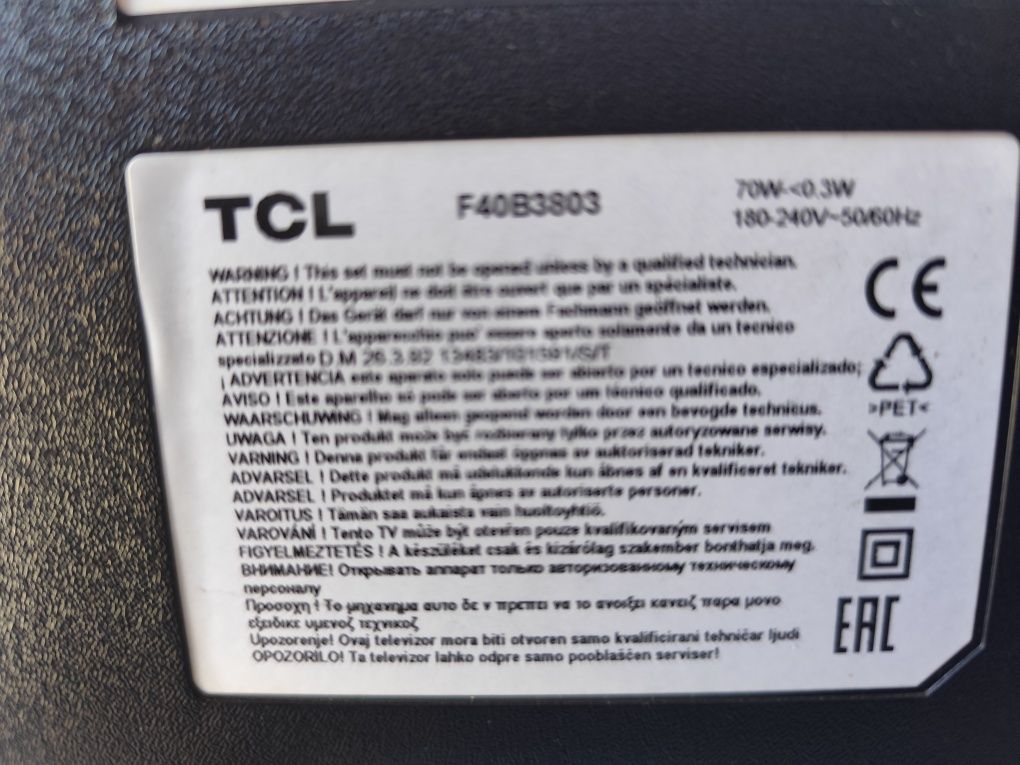 TCL
F40B3803
70W-<0.3W
180-240V~50/60Hz
WARNING ! This set must not be opened unless by a qualified technician.
ATTENTION ! L'appareil ne doit être ouvert que par un spécialiste.
ACHTUNG ! Das Gerät darf nur von einem Fachmann geöffnet werden.
ATTENZIONE ! L'apparecchio puo' essere aperto solamente da un tecnico
specializzato D.M 26.3.92
¡ ADVERTENCIA este aparato solo puede ser abierto por un tecnico especializado;
AVISO ! Este aparelho só pode ser aberto por um técnico qualificado.
WAARSCHUWING ! Mag alleen geopend worden door een bevogde technicus.
UWAGA ! Ten produkt może być rozbierany tylko przez autoryzowane serwisy.
VARNING ! Denna produkt får endast öppnas av auktoriserad tekniker.
ADVARSEL ! Dette produkt må udelukkende kun åbnes af en kvalificeret tekniker.
ADVARSEL ! Produktet må kun åpnes av autoriserte personer.
VAROITUS ! Tämän saa aukaista vain huoltoyhtiö.
VAROVÁNÍ ! Tento TV může být otevřen pouze kvalifikovaným servisem
FIGYELMEZTETÉS ! A készüléket csak és kizárólag szakember bonthatja meg.
ВНИМАНИЕ! Открывать аппарат только авторизованному техническому
персоналу
Προσοχη ! Το μηχανημα αυτο δε ν πρεπει να το ανοιξει κανειζ παρα μονο
εξειδικε υμενοζ τεχνικοζ
Upozorenje! Ovaj televizor mora biti otvoren samo kvalificirani tehničar ljudi
OPOZORILO! Ta televizor lahko odpre samo pooblaščen serviser!
CE
>PET<
EAC